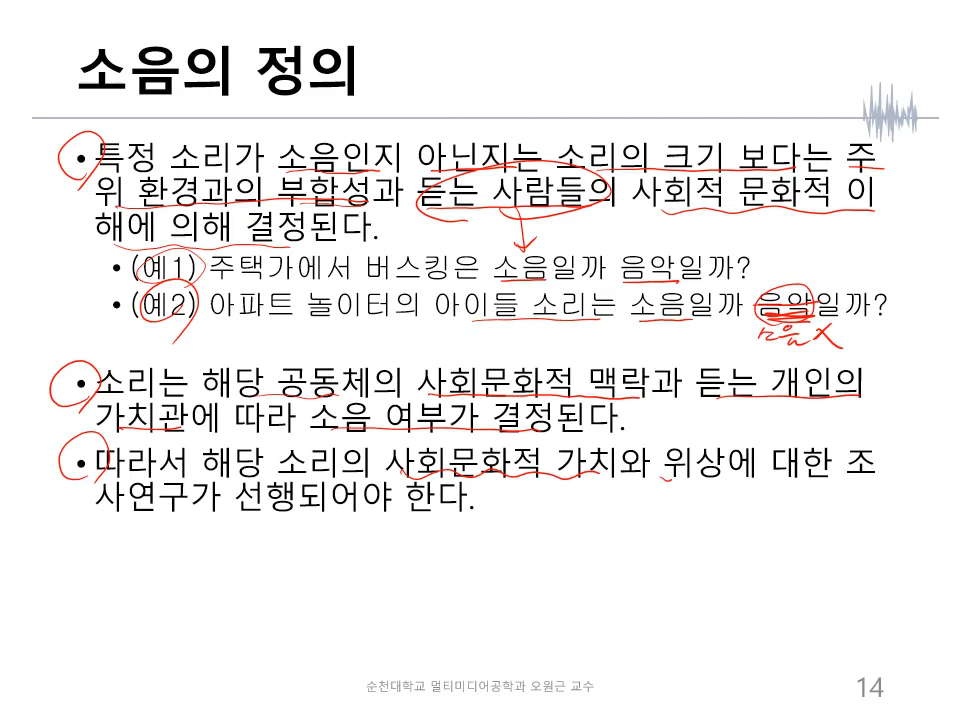 소음의 정의
• 특정 소리가 소음인지 아닌지는 소리의 크기 보다는 주
위 환경과의 부합성과 듣는 사람들의 사회적 문화적 이
해에 의해 결정된다.
• (예1) 주택가에서 버스킹은 소음일까 음악일까?
• (예2) 아파트 놀이터의 아이들 소리는 소음일까 음악일까?
• 소리는 해당 공동체의 사회문화적 맥락과 듣는 개인의
가치관에 따라 소음 여부가 결정된다.
• 따라서 해당 소리의 사회문화적 가치와 위상에 대한 조
사연구가 선행되어야 한다.
순천대학교 멀티미디어공학과 오원근 교수
14